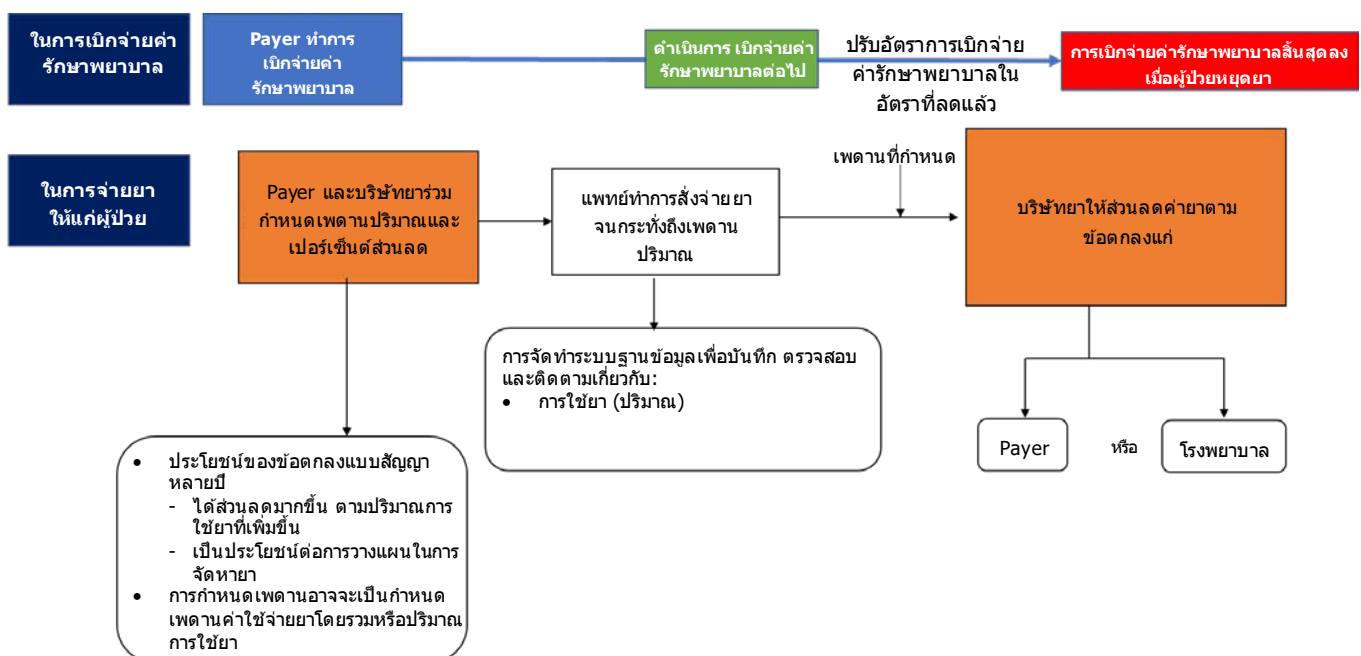 ในการเบิกจ่ายค่า
รักษาพยาบาล
Payer ทำการ
เบิกจ่ายค่า
รักษาพยาบาล
ดำเนินการ เบิกจ่ายค่า
รักษาพยาบาลต่อไป
ปรับอัตราการเบิกจ่าย
ค่ารักษาพยาบาลใน
อัตราที่ลดแล้ว
การเบิกจ่ายค่ารักษาพยาบาลสิ้นสุดลง
เมื่อผู้ป่วยหยุดยา
ในการจ่ายยา
ให้แก่ผู้ป่วย
Payer และบริษัทยาร่วม
กำหนดเพดานปริมาณและ
เปอร์เซ็นต์ส่วนลด
แพทย์ทำการสั่งจ่ายยา
จนกระทั่งถึงเพดาน
ปริมาณ
เพดานที่กำหนด
บริษัทยาให้ส่วนลดค่ายาตาม
ข้อตกลงแก่
การจัดทำระบบฐานข้อมูลเพื่อบันทึก ตรวจสอบ
และติดตามเกี่ยวกับ:
• การใช้ยา (ปริมาณ)
Payer
หรือ
โรงพยาบาล
• ประโยชน์ของข้อตกลงแบบสัญญา
หลายปี
- ได้ส่วนลดมากขึ้น ตามปริมาณการ
ใช้ยาที่เพิ่มขึ้น
- เป็นประโยชน์ต่อการวางแผนในการ
จัดหายา
• การกำหนดเพดานอาจจะเป็นกำหนด
เพดานค่าใช้จ่ายยาโดยรวมหรือปริมาณ
การใช้ยา